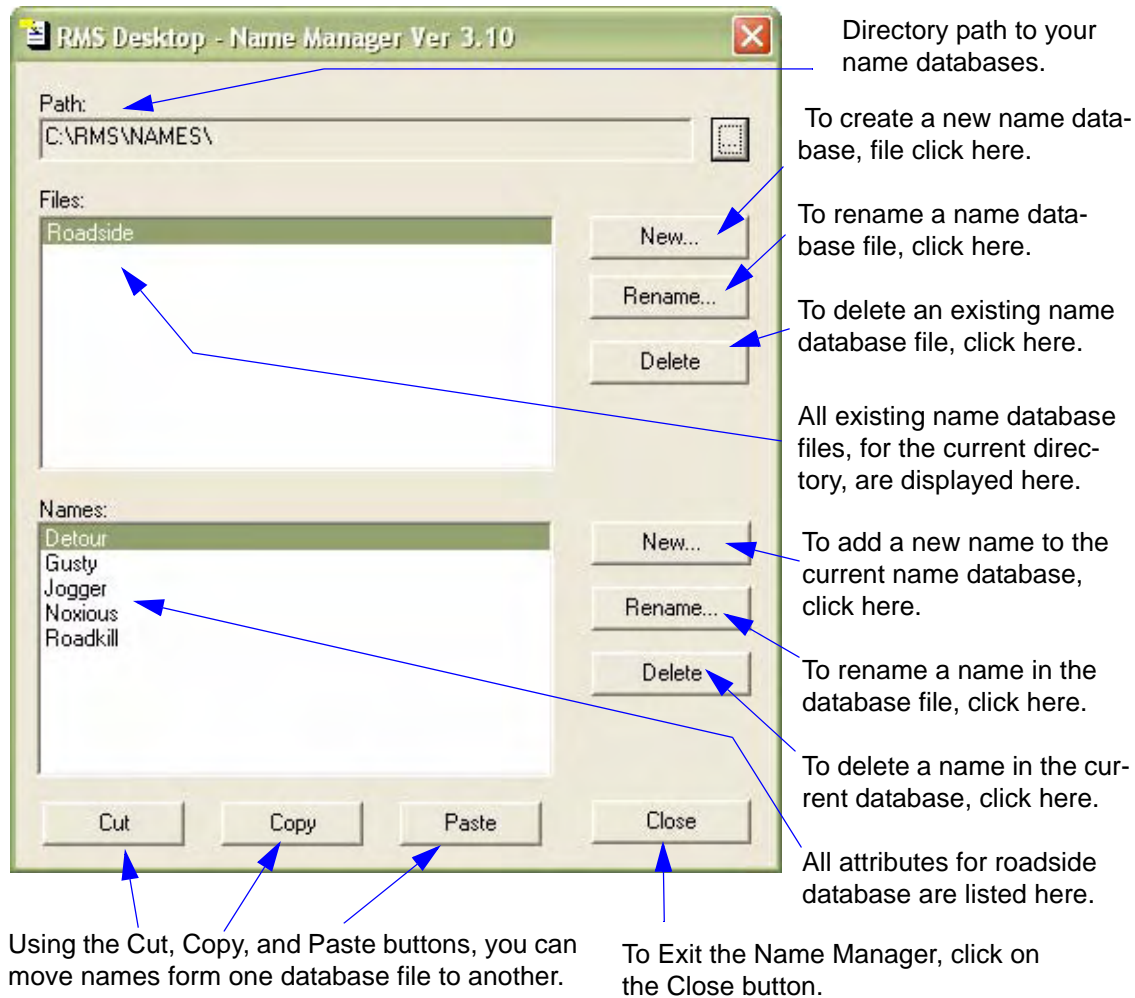 RMS Desktop - Name Manager Ver 3.10
Path:
C:\RMS\NAMES\
...
Files:
Roadside
New...
Rename...
Delete
Names:
Detour
Gusty
Jogger
Noxious
Roadkill
New...
Rename...
Delete
Cut
Copy
Paste
Close
Directory path to your
name databases.
To create a new name data-
base, file click here.
To rename a name data-
base file, click here.
To delete an existing name
database file, click here.
All existing name database
files, for the current direc-
tory, are displayed here.
To add a new name to the
current name database,
click here.
To rename a name in the
database file, click here.
To delete a name in the cur-
rent database, click here.
All attributes for roadside
database are listed here.
Using the Cut, Copy, and Paste buttons, you can
move names form one database file to another.
To Exit the Name Manager, click on
the Close button.